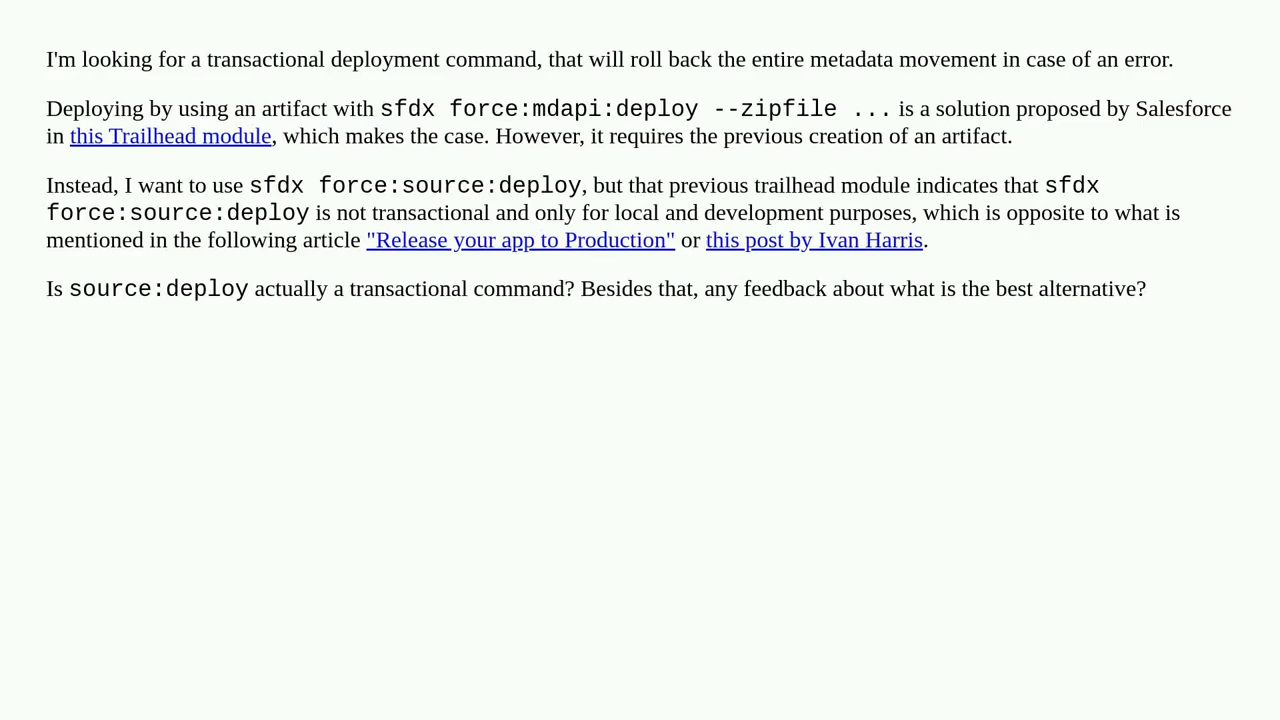 I'm looking for a transactional deployment command, that will roll back the entire metadata movement in case of an error.
Deploying by using an artifact with sfdx force:mdapi:deploy --zipfile ... is a solution proposed by Salesforce
in this Trailhead module, which makes the case. However, it requires the previous creation of an artifact.
Instead, I want to use sfdx force:source:deploy, but that previous trailhead module indicates that sfdx
force:source:deploy is not transactional and only for local and development purposes, which is opposite to what is
mentioned in the following article "Release your app to Production" or this post by Ivan Harris.
Is source:deploy actually a transactional command? Besides that, any feedback about what is the best alternative?